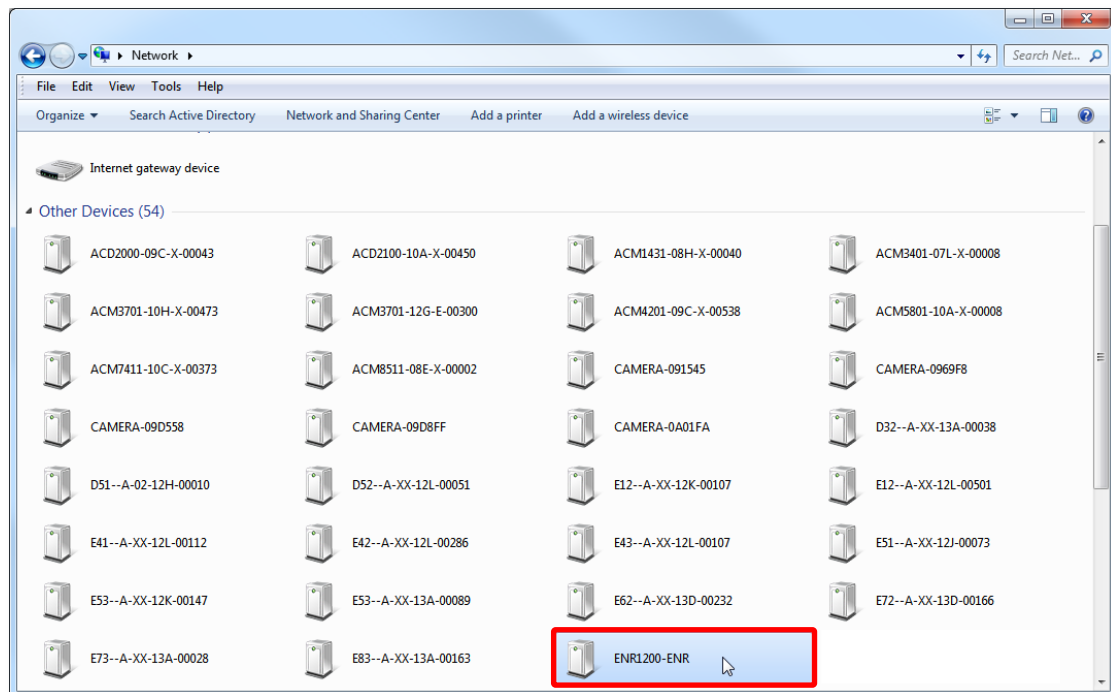 Network
Search Net...
File Edit View Tools Help
Organize Search Active Directory Network and Sharing Center Add a printer Add a wireless device
Internet gateway device
Other Devices (54)
ACD2000-09C-X-00043 ACD2100-10A-X-00450 ACM1431-08H-X-00040 ACM3401-07L-X-00008
ACM3701-10H-X-00473 ACM3701-12G-E-00300 ACM4201-09C-X-00538 ACM5801-10A-X-00008
ACM7411-10C-X-00373 ACM8511-08E-X-00002 CAMERA-091545 CAMERA-0969F8
CAMERA-09D558 CAMERA-09D8FF CAMERA-0A01FA D32--A-XX-13A-00038
D51--A-02-12H-00010 D52--A-XX-12L-00051 E12--A-XX-12K-00107 E12--A-XX-12L-00501
E41--A-XX-12L-00112 E42--A-XX-12L-00286 E43--A-XX-12L-00107 E51--A-XX-12J-00073
E53--A-XX-12K-00147 E53--A-XX-13A-00089 E62--A-XX-13D-00232 E72--A-XX-13D-00166
E73--A-XX-13A-00028 E83--A-XX-13A-00163 ENR1200-ENR